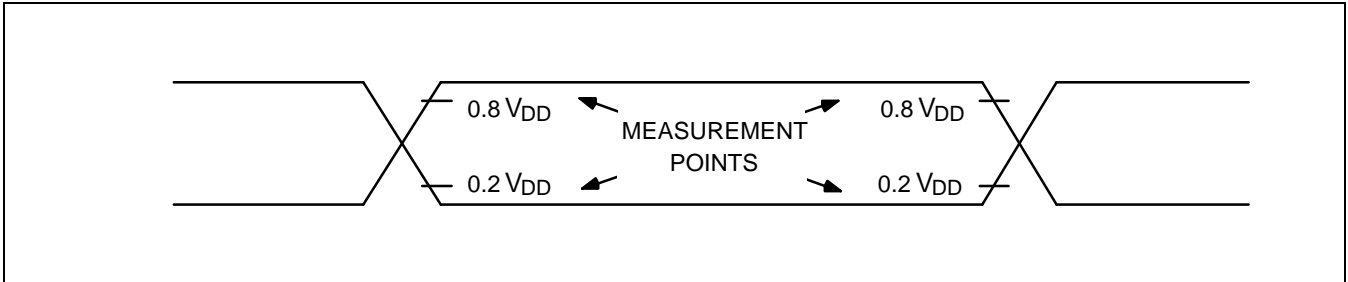 0.8 VDD
0.8 VDD
MEASUREMENT
POINTS
0.2 VDD
0.2 VDD